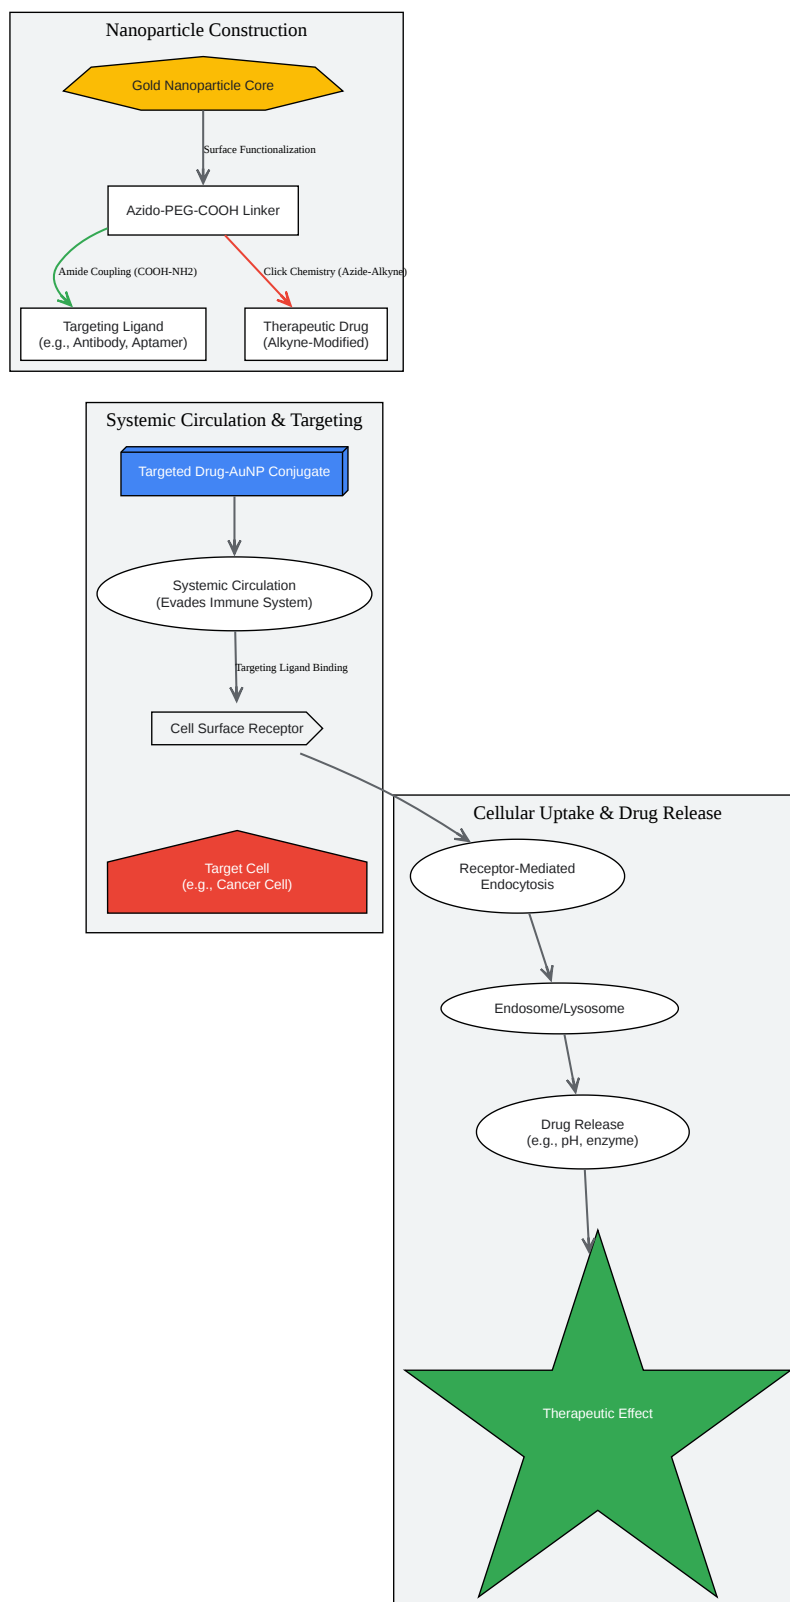 Nanoparticle Construction
Gold Nanoparticle Core
Surface Functionalization
Azido-PEG-COOH Linker
Amide Coupling (COOH-NH2)
Click Chemistry (Azide-Alkyne)
Targeting Ligand
(e.g., Antibody, Aptamer)
Therapeutic Drug
(Alkyne-Modified)
Systemic Circulation & Targeting
Targeted Drug-AuNP Conjugate
Systemic Circulation
(Evades Immune System)
Targeting Ligand Binding
Cell Surface Receptor
Target Cell
(e.g., Cancer Cell)
Cellular Uptake & Drug Release
Receptor-Mediated
Endocytosis
Endosome/Lysosome
Drug Release
(e.g., pH, enzyme)
Therapeutic Effect